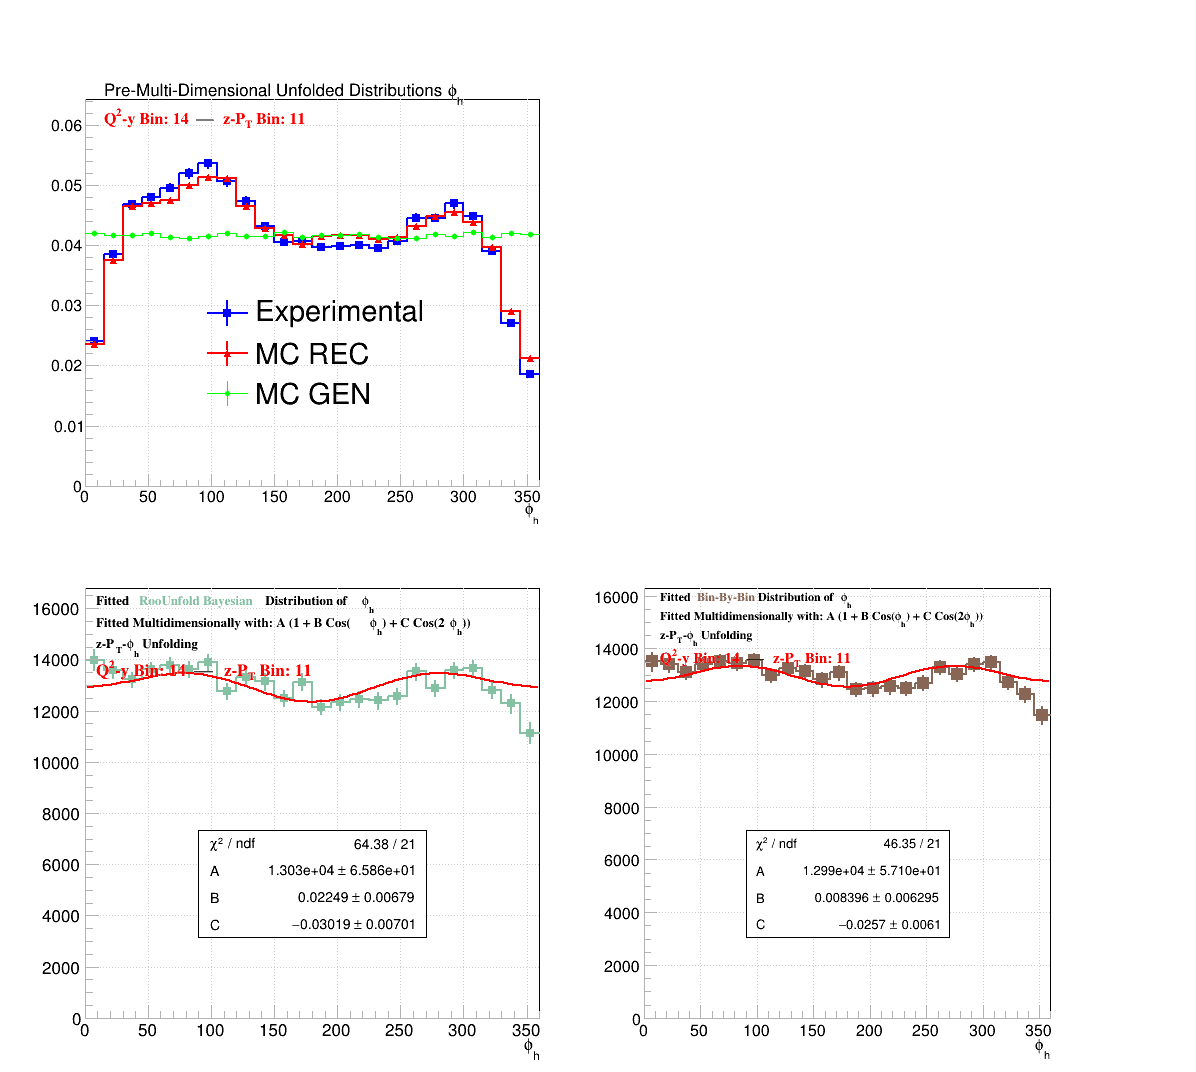 Pre-Multi-Dimensional Unfolded Distributions ϕh
Q2-y Bin: 14 — z-PT Bin: 11
0.06
0.05
0.04
0.03
0.02
0.01
0
Experimental
MC REC
MC GEN
0 50 100 150 200 250 300 350
ϕh
Fitted RooUnfold Bayesian Distribution of ϕh
Fitted Multidimensionally with: A (1 + B Cos( ϕh) + C Cos(2 ϕh))
z-PT-ϕh Unfolding
Q2-y Bin: 14 — z-PT Bin: 11
16000
14000
12000
10000
8000
6000
4000
2000
0
χ2 / ndf 64.38 / 21
A 1.303e+04 ± 6.586e+01
B 0.02249 ± 0.00679
C −0.03019 ± 0.00701
0 50 100 150 200 250 300 350
ϕh
Fitted Bin-By-Bin Distribution of ϕh
Fitted Multidimensionally with: A (1 + B Cos(ϕh) + C Cos(2ϕh))
z-PT-ϕh Unfolding
Q2-y Bin: 14 — z-PT Bin: 11
16000
14000
12000
10000
8000
6000
4000
2000
0
χ2 / ndf 46.35 / 21
A 1.299e+04 ± 5.710e+01
B 0.008396 ± 0.006295
C −0.0257 ± 0.0061
0 50 100 150 200 250 300 350
ϕh